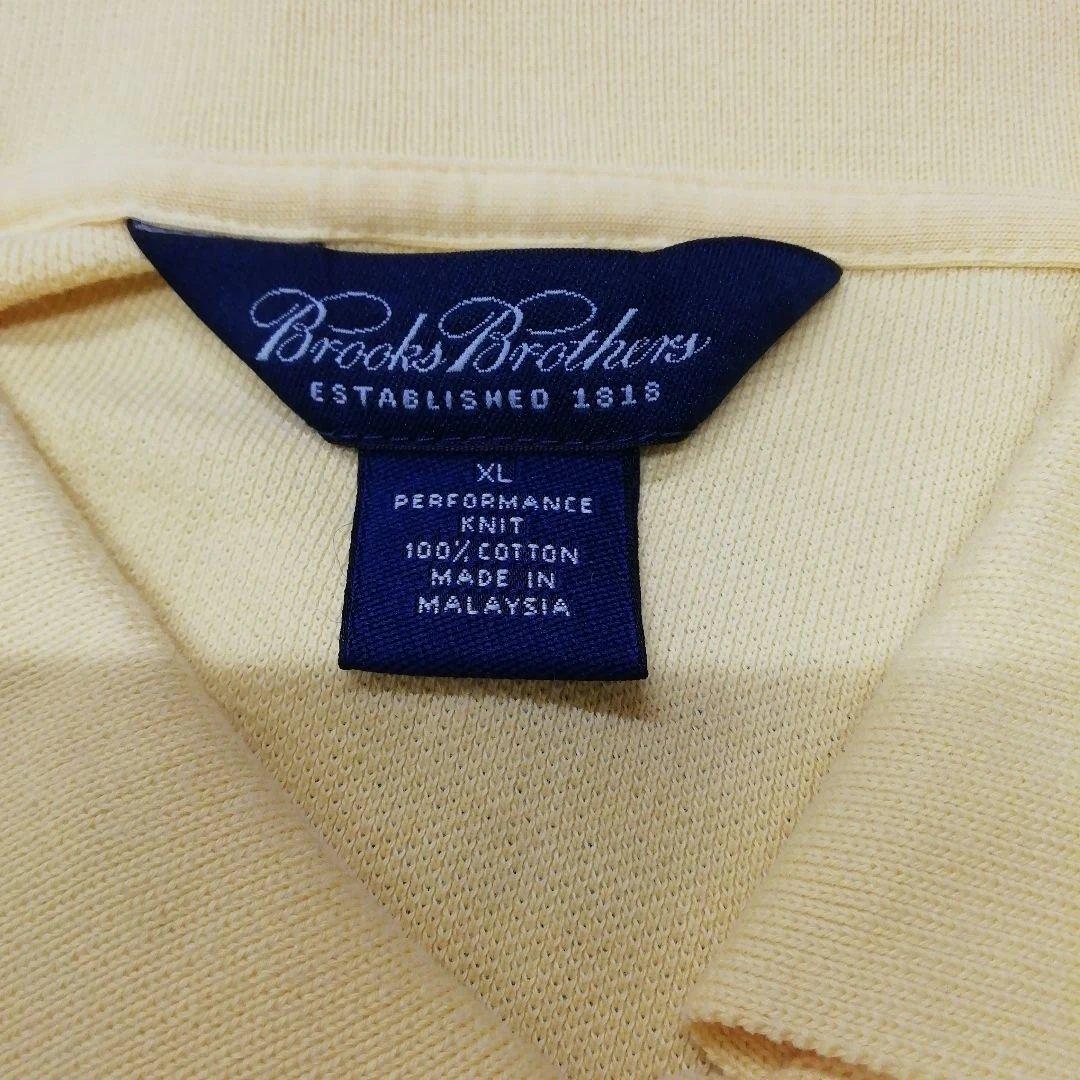 Brooks Brothers
ESTABLISHED 1818
XL
PERFORMANCE
KNIT
100% COTTON
MADE IN
MALAYSIA